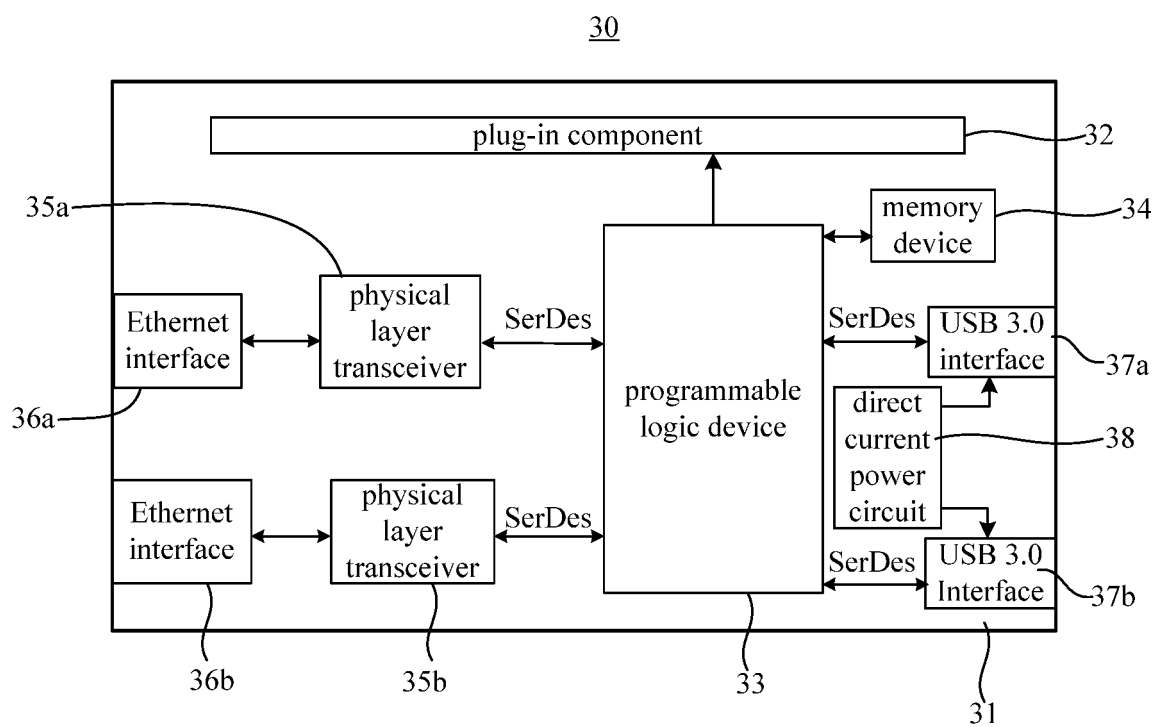 30
plug-in component
32
35a
memory
device
34
physical
layer
transceiver
SerDes
Ethernet
interface
SerDes
USB 3.0
interface
37a
36a
programmable
logic device
direct
current
power
circuit
38
Ethernet
interface
physical
layer
transceiver
SerDes
SerDes
USB 3.0
Interface
37b
36b
35b
33
31